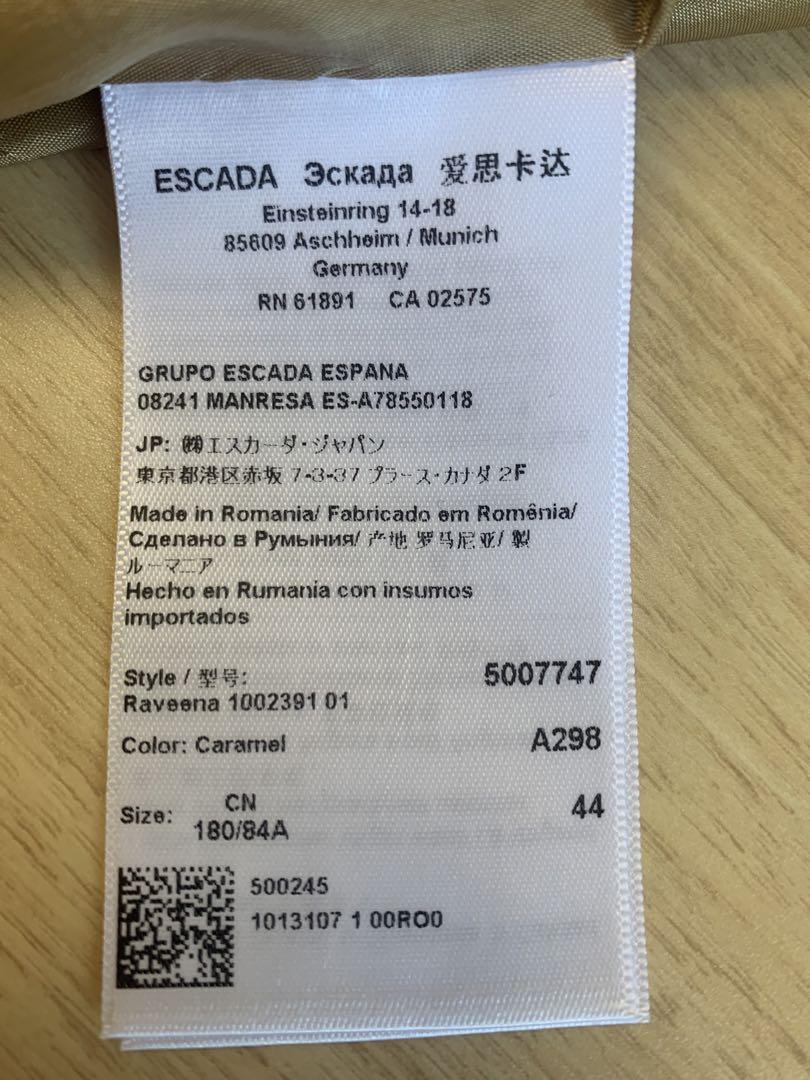 ESCADA Эскада 爱思卡达
Einsteinring 14-18
85609 Aschheim / Munich
Germany
RN 61891 CA 02575
GRUPO ESCADA ESPANA
08241 MANRESA ES-A78550118
JP: ㈱エスカーダ・ジャパン
東京都港区赤坂 7-3-37 プラース・カナダ 2F
Made in Romania/ Fabricado em Romênia/
Сделано в Румыния/ 产地 罗马尼亚/ 製
ルーマニア
Hecho en Rumanía con insumos
importados
Style / 型号: 5007747
Raveena 1002391 01
Color: Caramel A298
Size: CN 44
180/84A
500245
1013107 1 00RO0